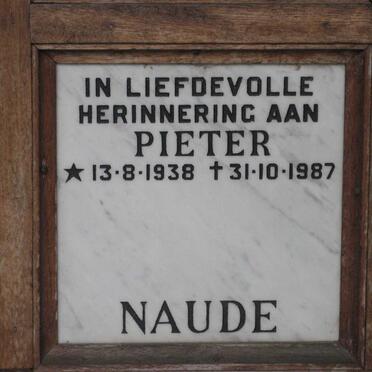 IN LIEFDEVOLLE
HERINNERING AAN
PIETER
★ 13·8·1938 ✝ 31·10·1987
NAUDE